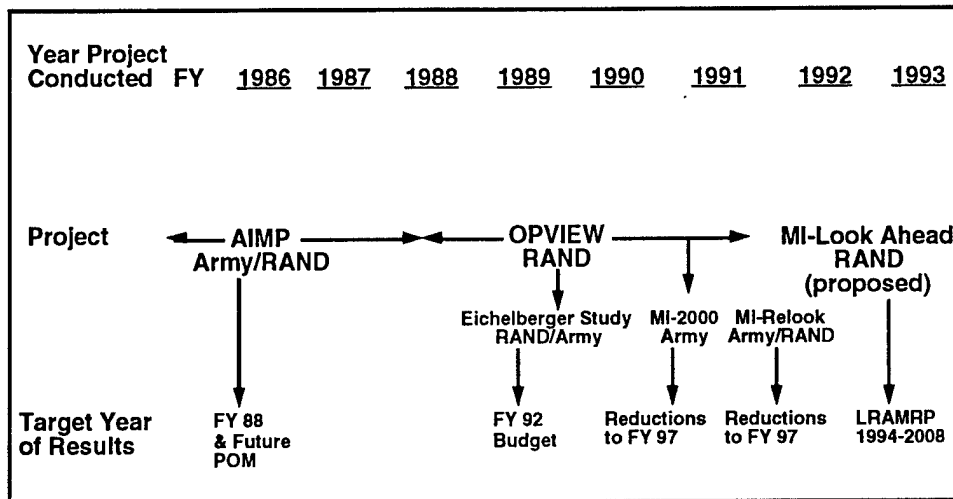 Year Project
Conducted FY 1986 1987 1988 1989 1990 1991 1992 1993
Project
AIMP
Army/RAND
OPVIEW
RAND
MI-Look Ahead
RAND
(proposed)
Eichelberger Study
RAND/Army
MI-2000
Army
MI-Relook
Army/RAND
Target Year
of Results
FY 88
& Future
POM
FY 92
Budget
Reductions
to FY 97
Reductions
to FY 97
LRAMRP
1994-2008